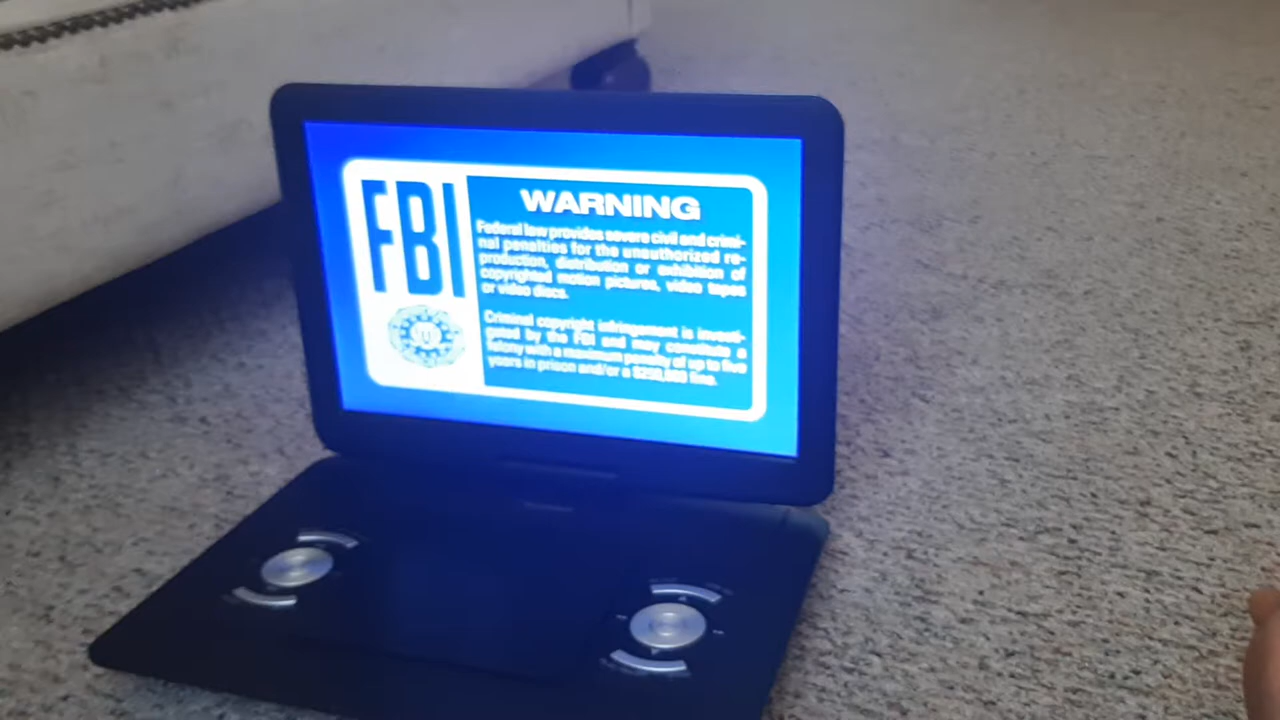 FBI
WARNING
Federal law provides severe civil and crimi-
nal penalties for the unauthorized re-
production, distribution or exhibition of
copyrighted motion pictures, video tapes
or video discs.
Criminal copyright infringement is investi-
gated by the FBI and may constitute a
felony with a maximum penalty of up to five
years in prison and/or a $250,000 fine.